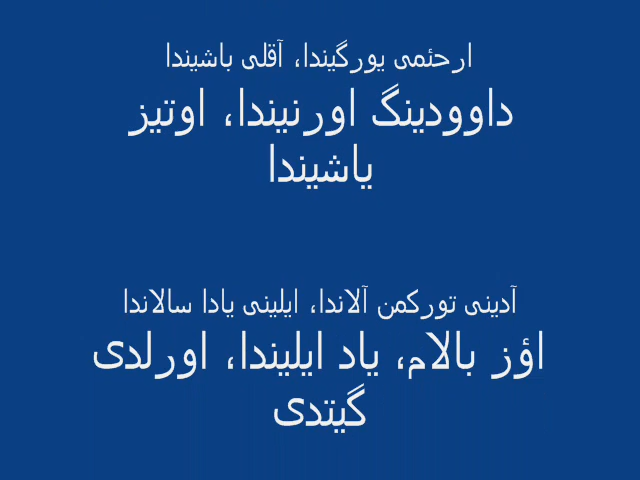 ارحئمی یورگیندا، آقلی باشیندا
داوودینگ اورنیندا، اوتیز
یاشیندا
آدینی تورکمن آلاندا، ایلینی یادا سالاندا
اؤز بالام، یاد ایلیندا، اورلدی
گیتدی